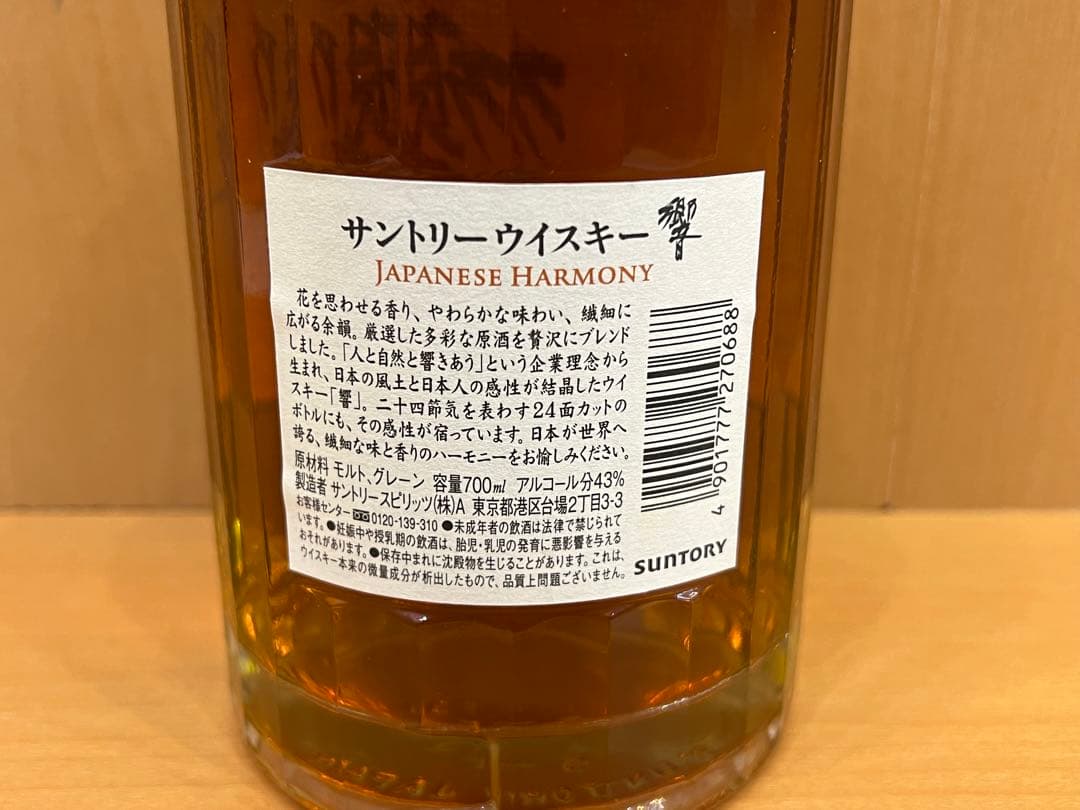 サントリーウイスキー 響
JAPANESE HARMONY
花を思わせる香り、やわらかな味わい、繊細に
広がる余韻。厳選した多彩な原酒を贅沢にブレンド
しました。「人と自然と響きあう」という企業理念から
生まれ、日本の風土と日本人の感性が結晶したウイ
スキー「響」。二十四節気を表わす24面カットの
ボトルにも、その感性が宿っています。日本が世界へ
誇る、繊細な味と香りのハーモニーをお愉しみください。
原材料 モルト、グレーン 容量700ml アルコール分43%
製造者 サントリースピリッツ(株)A 東京都港区台場2丁目3-3
お客様センター 0120-139-310 ●未成年者の飲酒は法律で禁じられて
います。●妊娠中や授乳期の飲酒は、胎児・乳児の発育に悪影響を与える
おそれがあります。●保存中まれに沈殿物を生じることがあります。これは、
ウイスキー本来の微量成分が析出したもので、品質上問題ございません。
SUNTORY
4 901777 270688